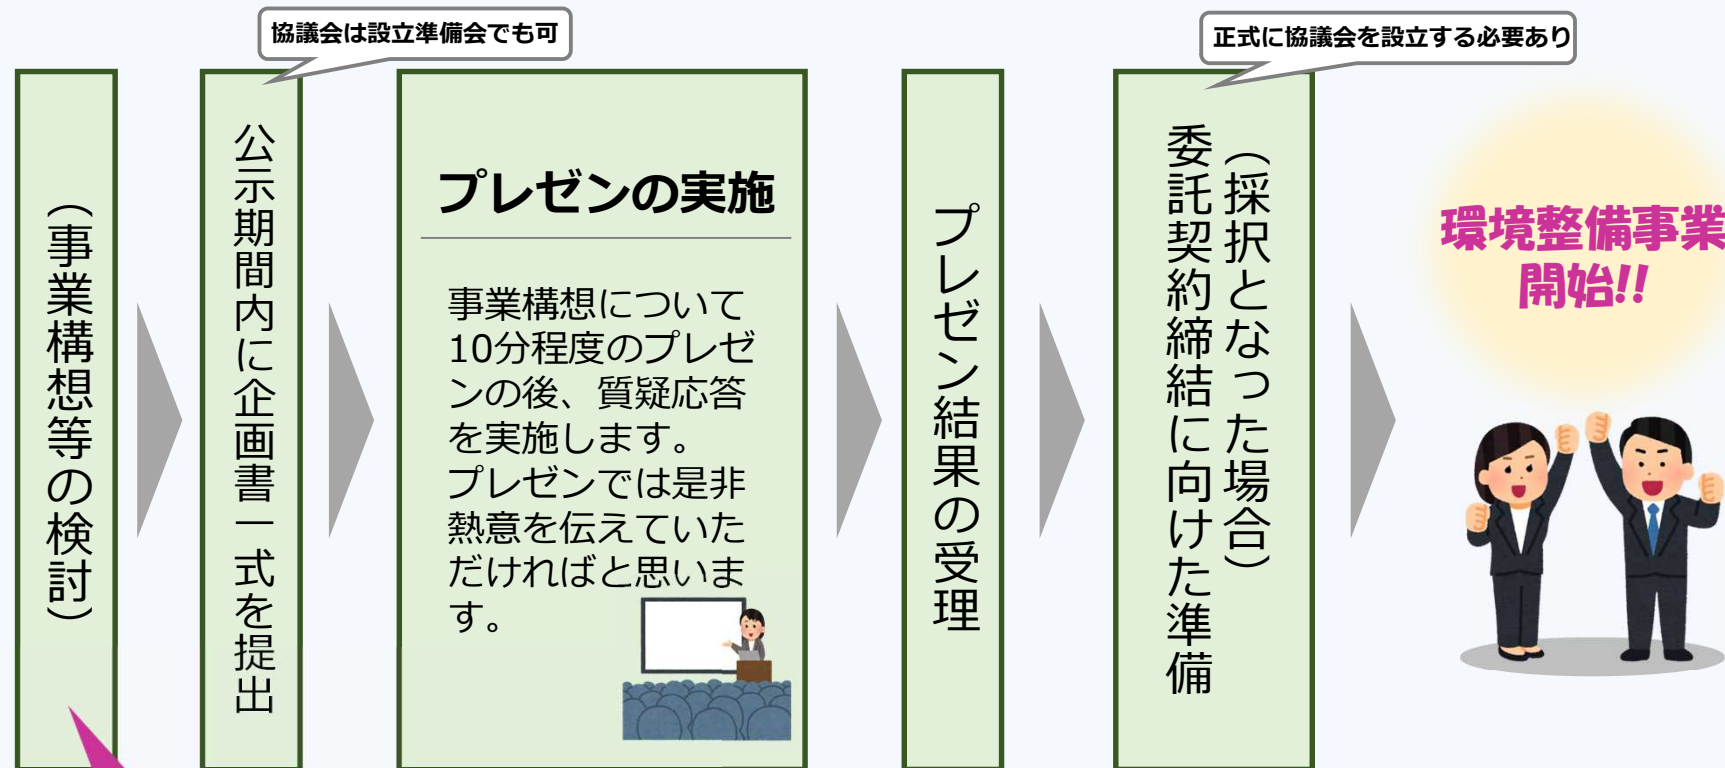 協議会は設立準備会でも可
正式に協議会を設立する必要あり
（事業構想等の検討）
公示期間内に企画書一式を提出
プレゼンの実施
事業構想について
10分程度のプレゼ
ンの後、質疑応答
を実施します。
プレゼンでは是非
熱意を伝えていた
だければと思いま
す。
プレゼン結果の受理
（採択となった場合）
委託契約締結に向けた準備
環境整備事業
開始!!